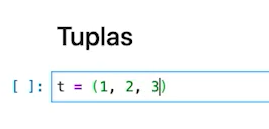 Tuplas
[ ]: t = (1, 2, 3)